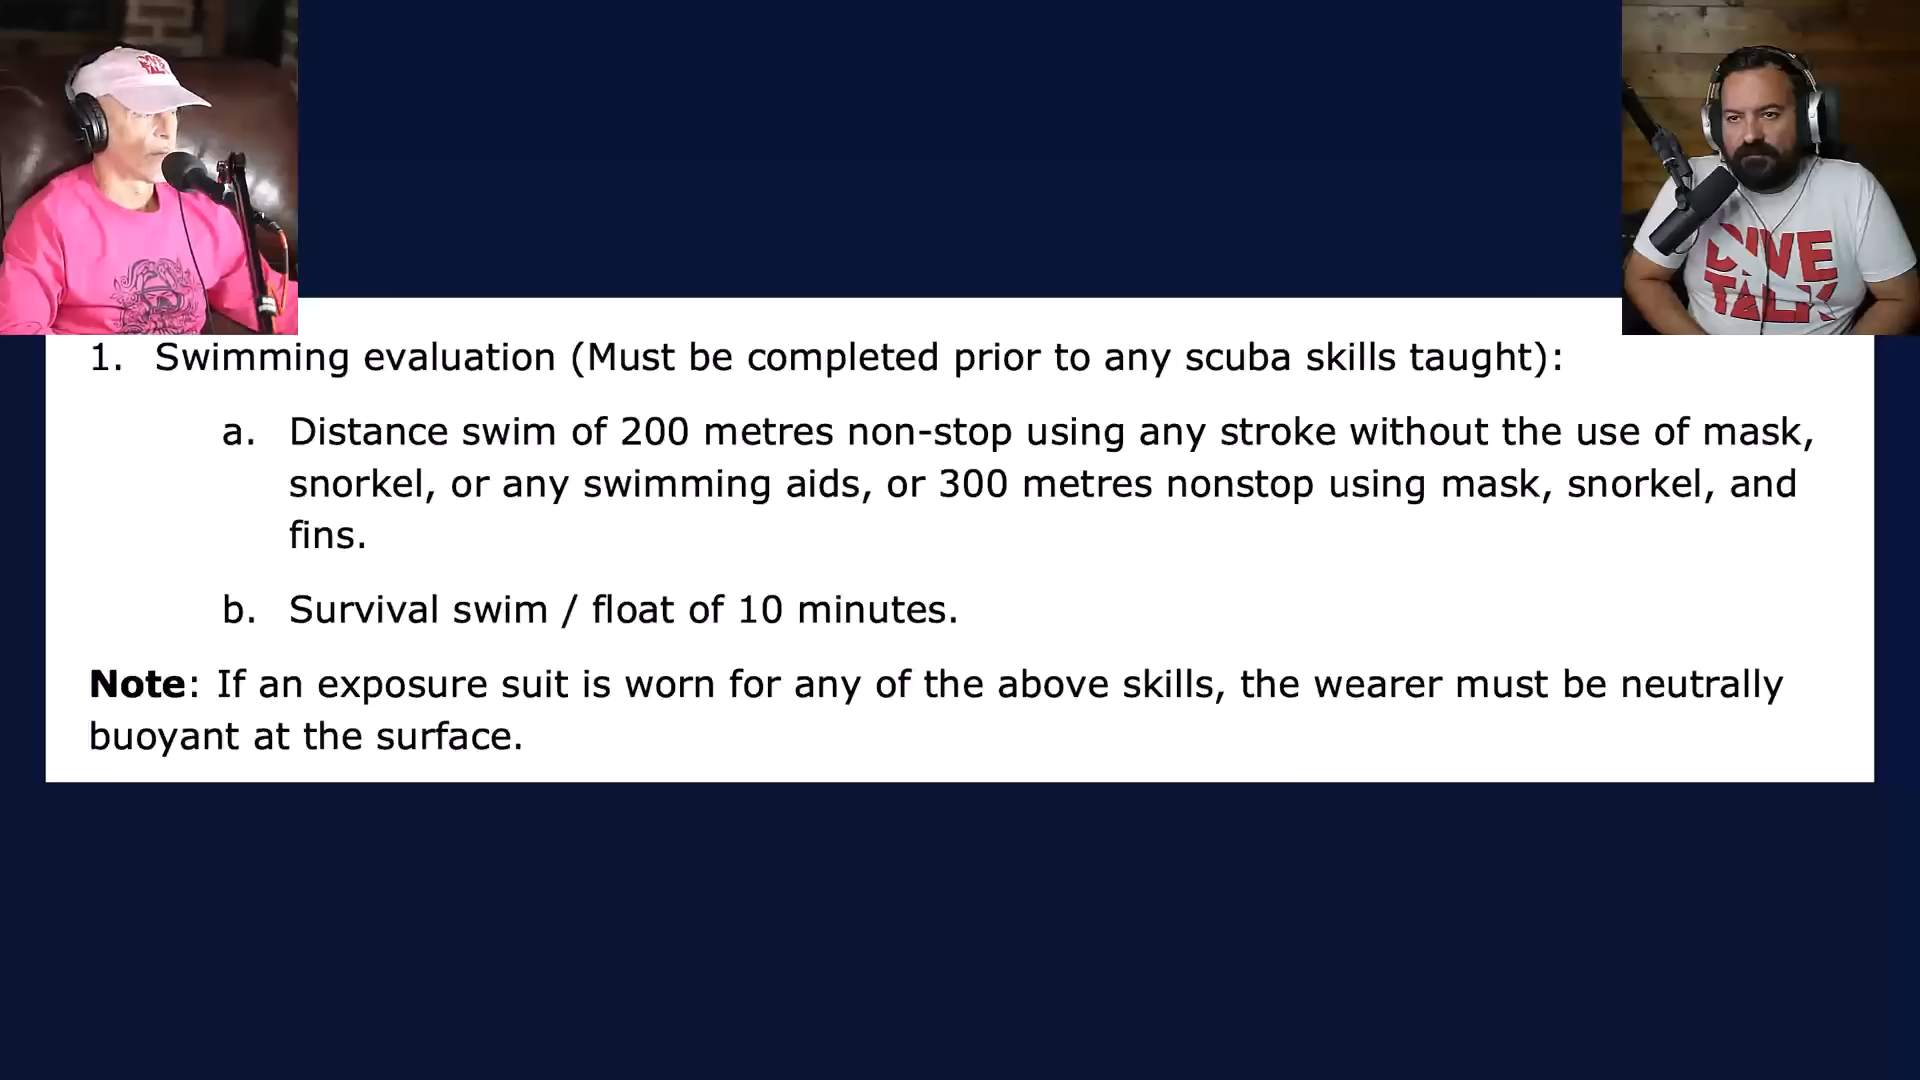 DIVE
TALK
DIVE
TALK
1. Swimming evaluation (Must be completed prior to any scuba skills taught):
a. Distance swim of 200 metres non-stop using any stroke without the use of mask,
snorkel, or any swimming aids, or 300 metres nonstop using mask, snorkel, and
fins.
b. Survival swim / float of 10 minutes.
Note: If an exposure suit is worn for any of the above skills, the wearer must be neutrally
buoyant at the surface.